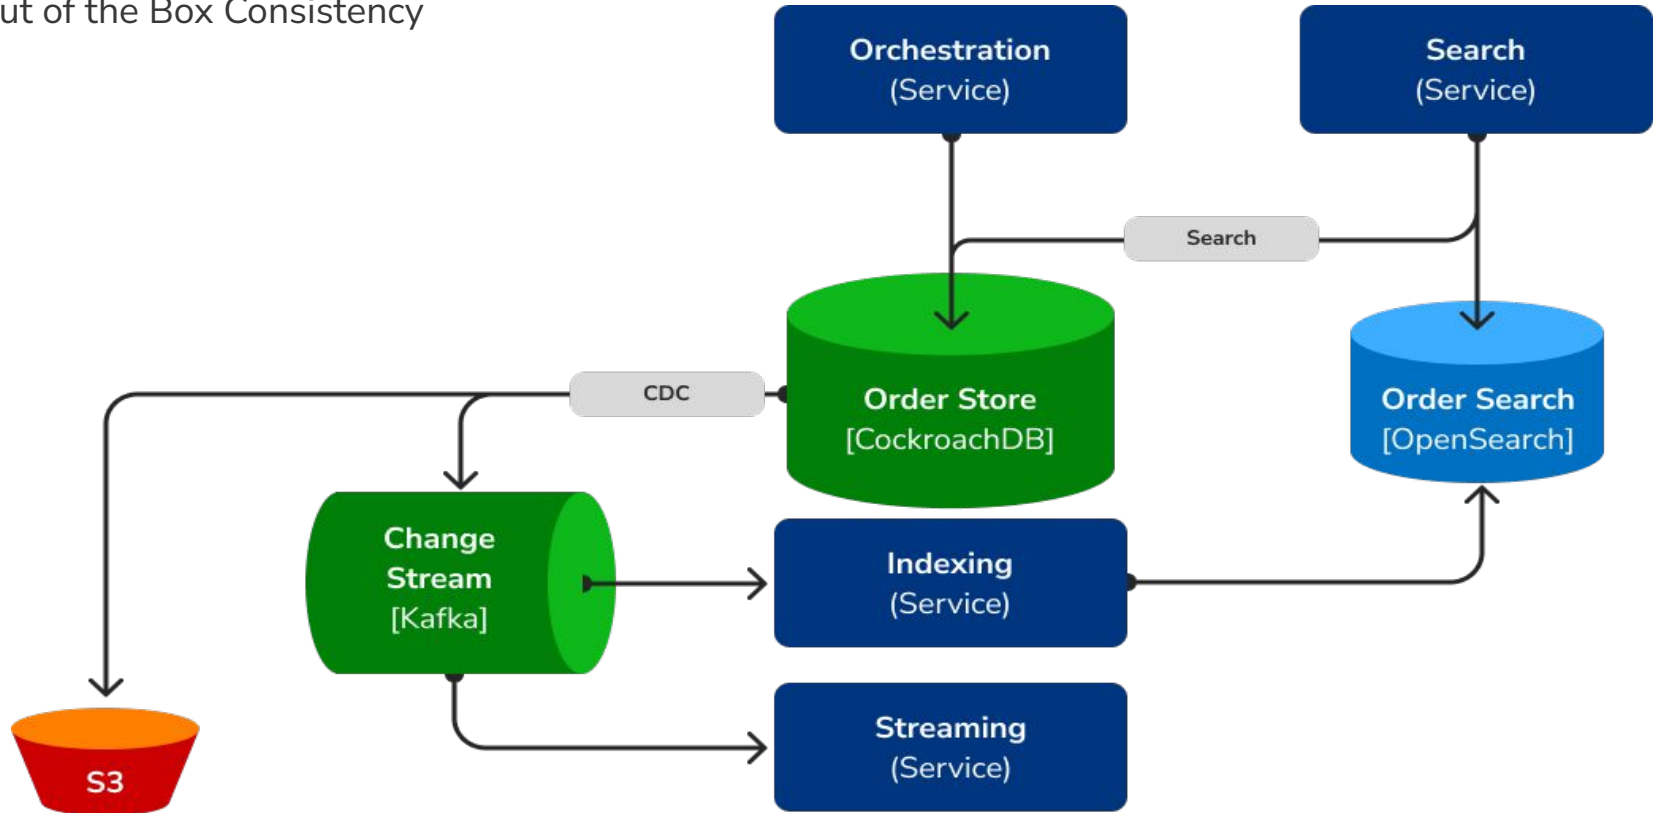 ut of the Box Consistency
Orchestration
(Service)
Search
(Service)
Search
CDC
Order Store
[CockroachDB]
Order Search
[OpenSearch]
Change
Stream
[Kafka]
Indexing
(Service)
Streaming
(Service)
S3